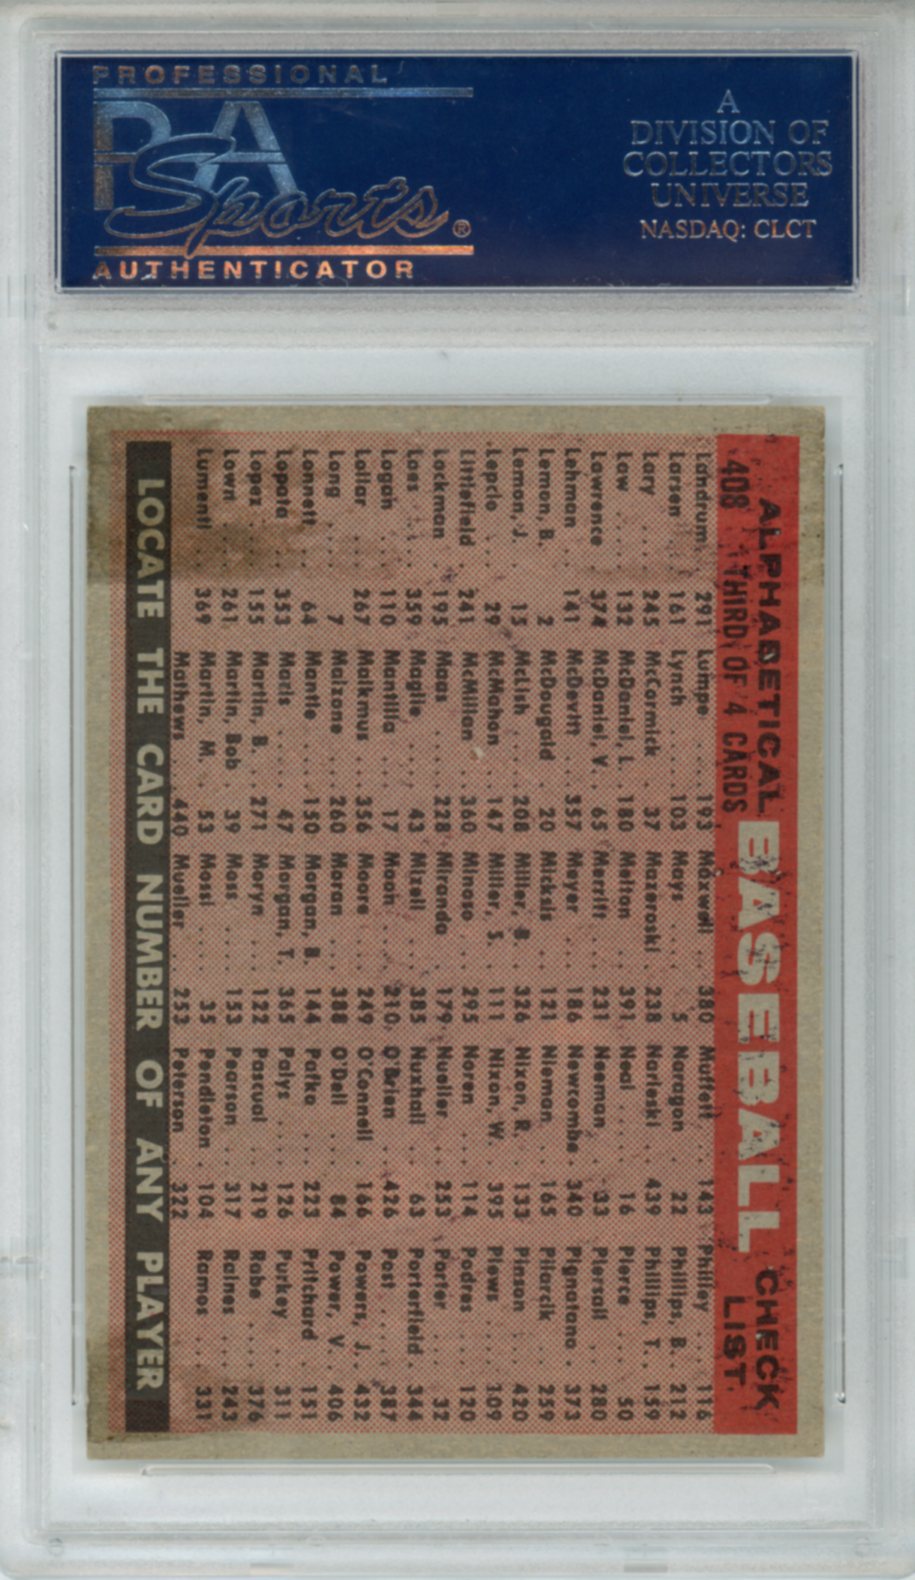 PROFESSIONAL
PSA
Sports®
AUTHENTICATOR
A
DIVISION OF
COLLECTORS
UNIVERSE
NASDAQ: CLCT
ALPHABETICAL BASEBALL CHECK LIST
408 THIRD OF 4 CARDS
Landrum . 291
Larsen . . . 161
Lary . . . . 245
Law . . . . 132
Lawrence . 374
Lehman . . 141
Lemon, B. . 2
Lemon, J. . 15
Lepcio . . . 29
Littlefield . 241
Lockman . . 195
Loes . . . . 359
Logan . . . 110
Lollar . . . 267
Long . . . . 7
Lonnett . . 64
Lopata . . . 353
Lopez . . . 155
Lown . . . . 261
Lumenti . . 369
Lumpe . . . 193
Lynch . . . 103
McCormick . 37
McDaniel, L. 180
McDaniel, V. . 65
McDevitt . . 357
McDougald . 20
McLish . . . 208
McMahon . . 147
McMillan . . 360
Maas . . . . 228
Maglie . . . 43
Mantilla . . 17
Malkmus . . 356
Malzone . . 260
Mantle . . . 150
Maris . . . . 47
Martin, B. . . 271
Martin, Bob . 39
Martin, M. . 53
Mathews . . 440
Maxwell . . 380
Mays . . . . 5
Mazeroski . 238
Melton . . . 391
Merritt . . . 231
Meyer . . . 186
Micksis . . . 121
Miller, B. . . 326
Miller, S. . . 111
Minoso . . . 295
Miranda . . 179
Mizell . . . 385
Moon . . . . 210
Moore . . . 249
Moran . . . 388
Morgan, B. . 144
Morgan, T. . 365
Moryn . . . 122
Moss . . . . 153
Mossi . . . . 35
Mueller . . 253
Muffett . . . 143
Naragon . . 22
Narleski . . 439
Neal . . . . 16
Neeman . . 33
Newcombe . 340
Nieman . . . 165
Nixon, R. . . 133
Nixon, W. . . 395
Noren . . . 114
Nueller . . . 253
Nuxhall . . . 63
O'Brien . . . 426
O'Connell . . 166
O'Dell . . . 84
Pafko . . . . 223
Palys . . . . 126
Pascual . . . 219
Pearson . . 317
Pendleton . 104
Peterson . . 322
Philley . . . 116
Phillips, B. . . 212
Phillips, T. . . 159
Pierce . . . 50
Piersall . . . 280
Pignatano . . 373
Pilarcik . . . 259
Pinson . . . 420
Plews . . . . 109
Podres . . . 120
Porter . . . . 32
Porterfield . 344
Post . . . . 387
Powers, J. . . 432
Power, V. . . 406
Pritchard . . 151
Purkey . . . 311
Rabe . . . . 376
Raines . . . 243
Ramos . . . 331
LOCATE THE CARD NUMBER OF ANY PLAYER